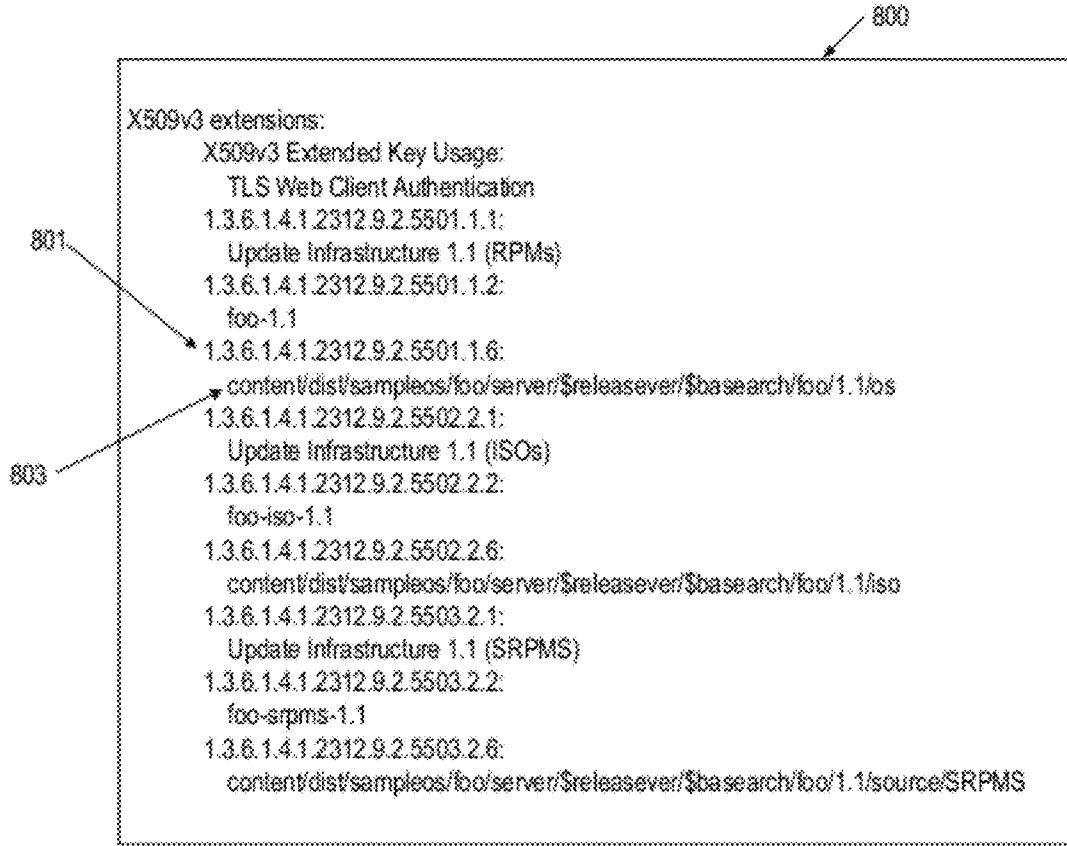 800
X509v3 extensions:
X509v3 Extended Key Usage:
TLS Web Client Authentication
1.3.6.1.4.1.2312.9.2.5501.1.1:
801
Update Infrastructure 1.1 (RPMs)
1.3.6.1.4.1.2312.9.2.5501.1.2:
foo-1.1
1.3.6.1.4.1.2312.9.2.5501.1.6:
content/dist/sampleos/foo/server/$releasever/$basearch/foo/1.1/os
1.3.6.1.4.1.2312.9.2.5502.2.1:
Update Infrastructure 1.1 (ISOs)
803
1.3.6.1.4.1.2312.9.2.5502.2.2:
foo-iso-1.1
1.3.6.1.4.1.2312.9.2.5502.2.6:
content/dist/sampleos/foo/server/$releasever/$basearch/foo/1.1/iso
1.3.6.1.4.1.2312.9.2.5503.2.1:
Update Infrastructure 1.1 (SRPMS)
1.3.6.1.4.1.2312.9.2.5503.2.2:
foo-srpms-1.1
1.3.6.1.4.1.2312.9.2.5503.2.6:
content/dist/sampleos/foo/server/$releasever/$basearch/foo/1.1/source/SRPMS